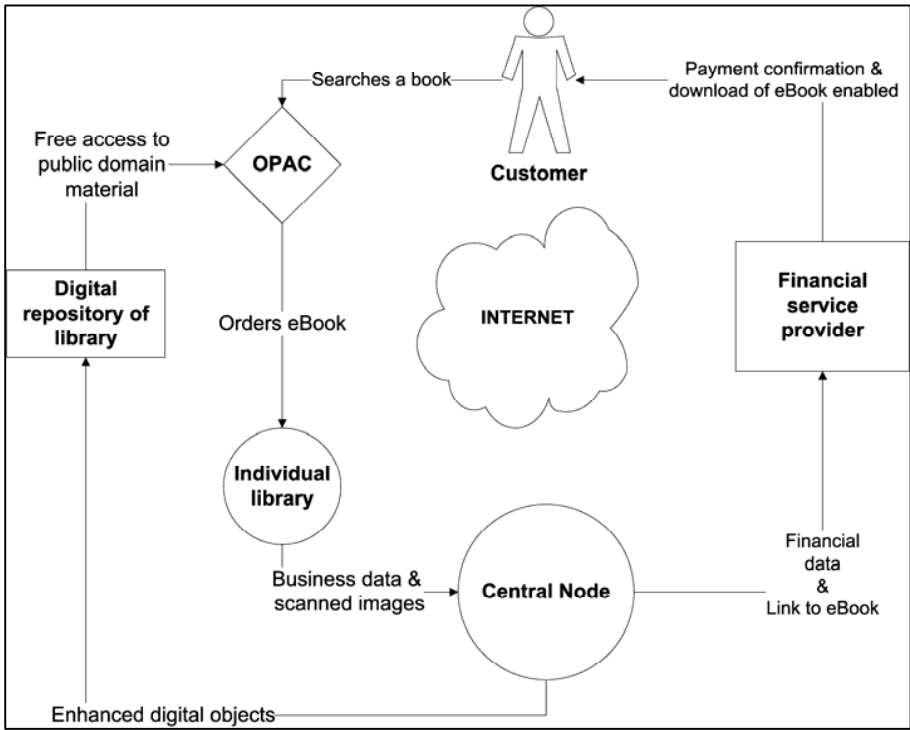 Searches a book
Payment confirmation &
download of eBook enabled
Customer
Free access to
public domain
material
OPAC
Digital
repository of
library
Orders eBook
INTERNET
Financial
service
provider
Individual
library
Business data &
scanned images
Central Node
Financial
data
&
Link to eBook
Enhanced digital objects